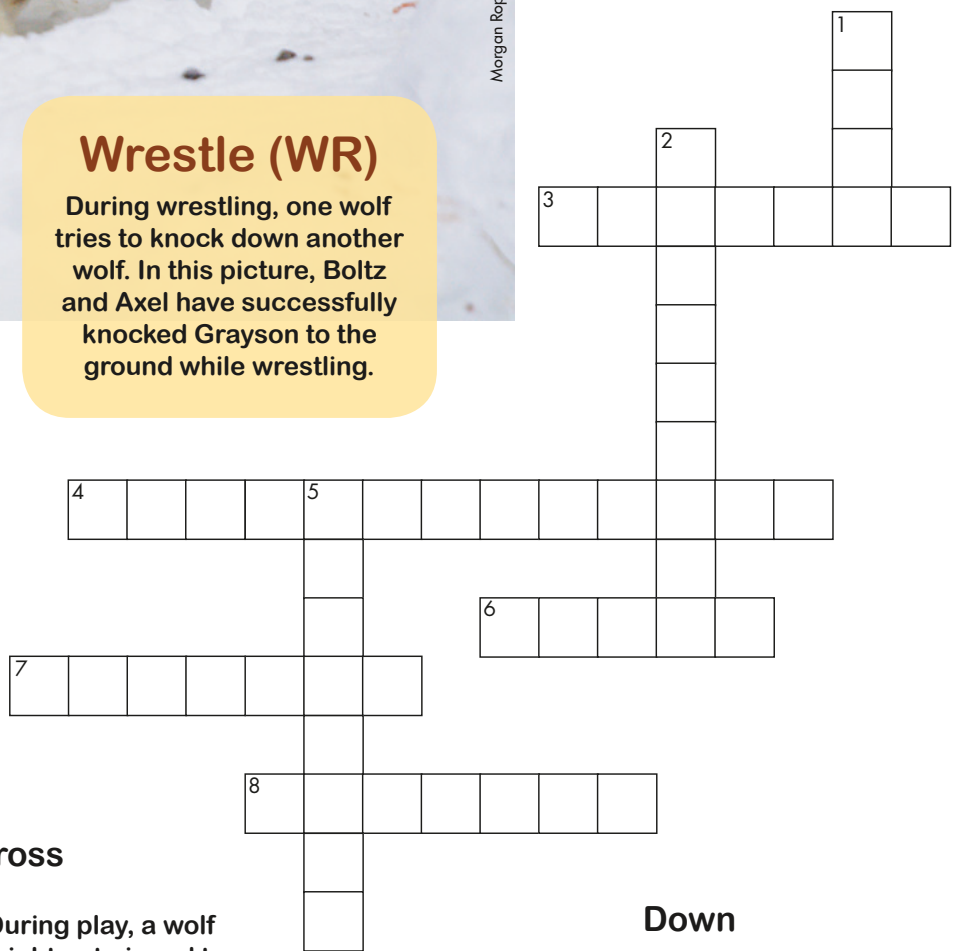 Morgan Rop
Wrestle (WR)
During wrestling, one wolf
tries to knock down another
wolf. In this picture, Boltz
and Axel have successfully
knocked Grayson to the
ground while wrestling.
1
2
3
4
5
6
7
8
ross
During play, a wolf
Down